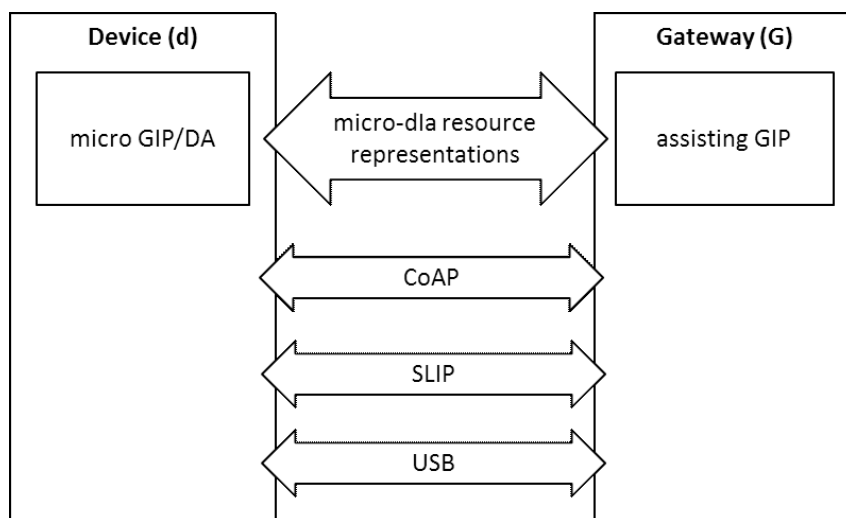 Device (d)
Gateway (G)
micro GIP/DA
micro-dla resource
representations
assisting GIP
CoAP
SLIP
USB